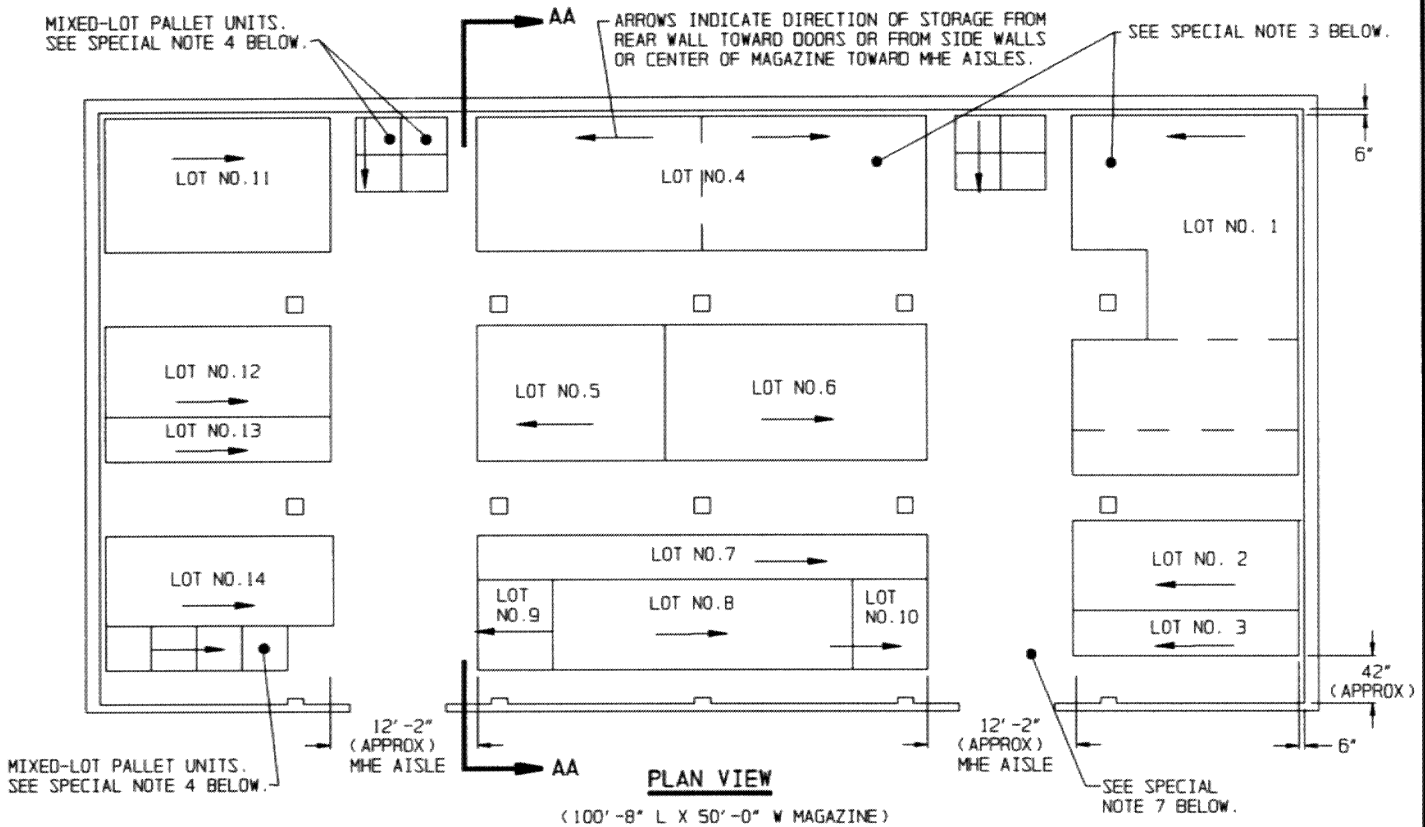 MIXED-LOT PALLET UNITS.
SEE SPECIAL NOTE 4 BELOW.
AA
ARROWS INDICATE DIRECTION OF STORAGE FROM
REAR WALL TOWARD DOORS OR FROM SIDE WALLS
OR CENTER OF MAGAZINE TOWARD MHE AISLES.
SEE SPECIAL NOTE 3 BELOW.
6"
LOT NO.11
LOT NO.4
LOT NO. 1
LOT NO.12
LOT NO.13
LOT NO.5
LOT NO.6
LOT NO.14
LOT NO.7
LOT
NO.9
LOT NO.8
LOT
NO.10
LOT NO. 2
LOT NO. 3
42"
(APPROX)
12'-2"
(APPROX)
MHE AISLE
12'-2"
(APPROX)
MHE AISLE
6"
MIXED-LOT PALLET UNITS.
SEE SPECIAL NOTE 4 BELOW.
AA
PLAN VIEW
(100'-8" L X 50'-0" W MAGAZINE)
SEE SPECIAL
NOTE 7 BELOW.